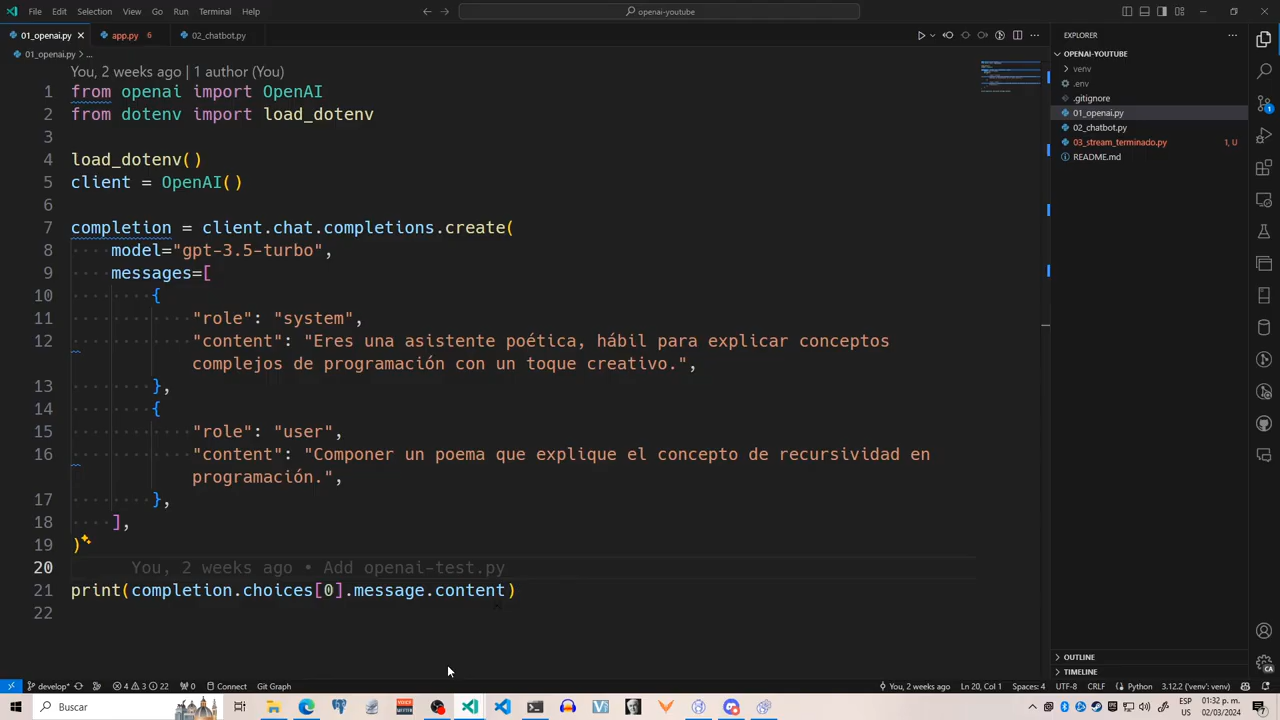 File Edit Selection View Go Run Terminal Help
openai-youtube
01_openai.py app.py 6 02_chatbot.py
01_openai.py > ...
You, 2 weeks ago | 1 author (You)
1 from openai import OpenAI
2 from dotenv import load_dotenv
3
4 load_dotenv()
5 client = OpenAI()
6
7 completion = client.chat.completions.create(
8 model="gpt-3.5-turbo",
9 messages=[
10 {
11 "role": "system",
12 "content": "Eres una asistente poética, hábil para explicar conceptos
complejos de programación con un toque creativo.",
13 },
14 {
15 "role": "user",
16 "content": "Componer un poema que explique el concepto de recursividad en
programación.",
17 },
18 ],
19 )
20 You, 2 weeks ago • Add openai-test.py
21 print(completion.choices[0].message.content)
22
EXPLORER
OPENAI-YOUTUBE
venv
.env
.gitignore
01_openai.py
02_chatbot.py
03_stream_terminado.py 1, U
README.md
OUTLINE
TIMELINE
develop* 4 3 22 0 Connect Git Graph
You, 2 weeks ago Ln 20, Col 1 Spaces: 4 UTF-8 CRLF Python 3.12.2 ('venv': venv)
Buscar
ESP
US
01:32 p. m.
02/03/2024